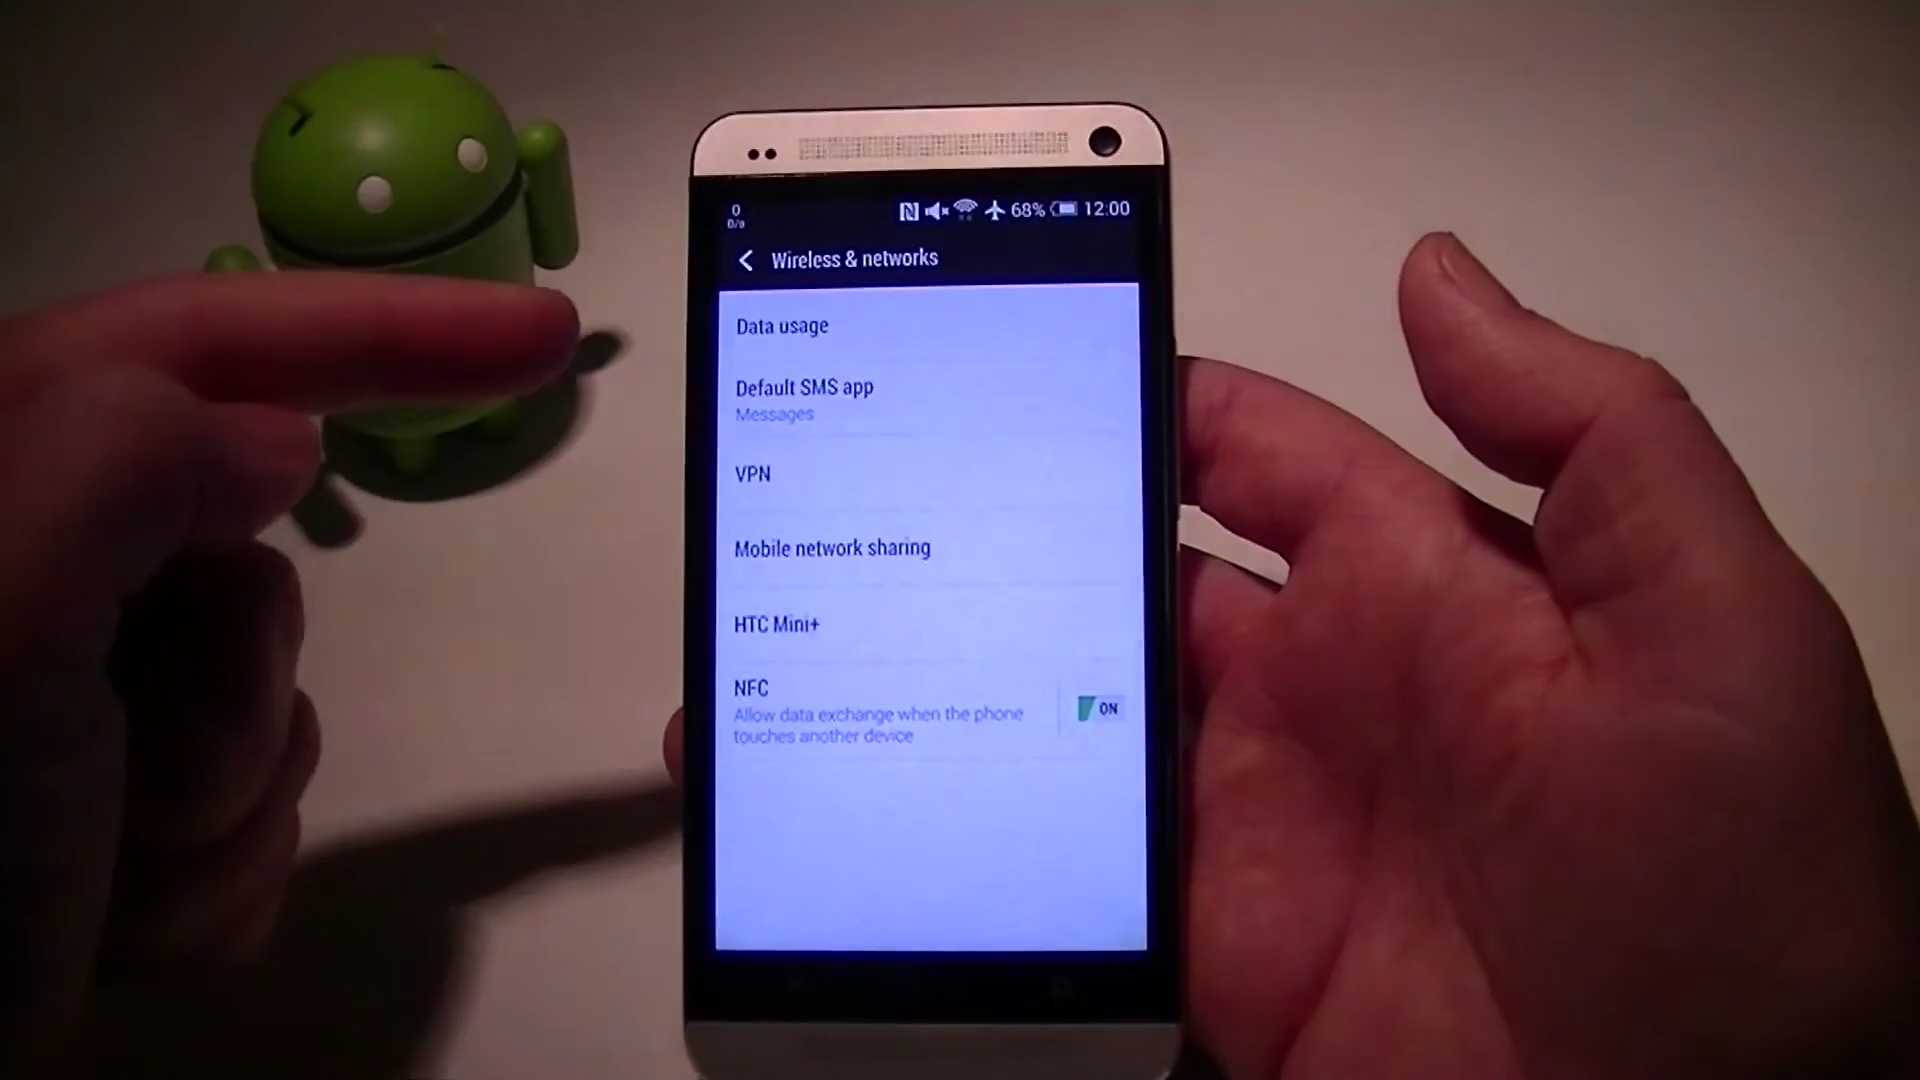 0
B/s
68% 12:00
Wireless & networks
Data usage
Default SMS app
Messages
VPN
Mobile network sharing
HTC Mini+
NFC
Allow data exchange when the phone
touches another device
ON